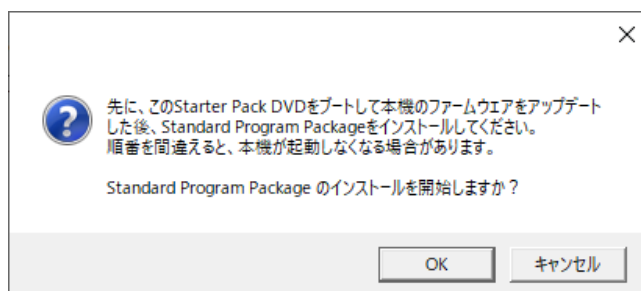 先に、このStarter Pack DVDをブートして本機のファームウエアをアップデート
した後、Standard Program Packageをインストールしてください。
順番を間違えると、本機が起動しなくなる場合があります。
Standard Program Package のインストールを開始しますか？
OK
キャンセル